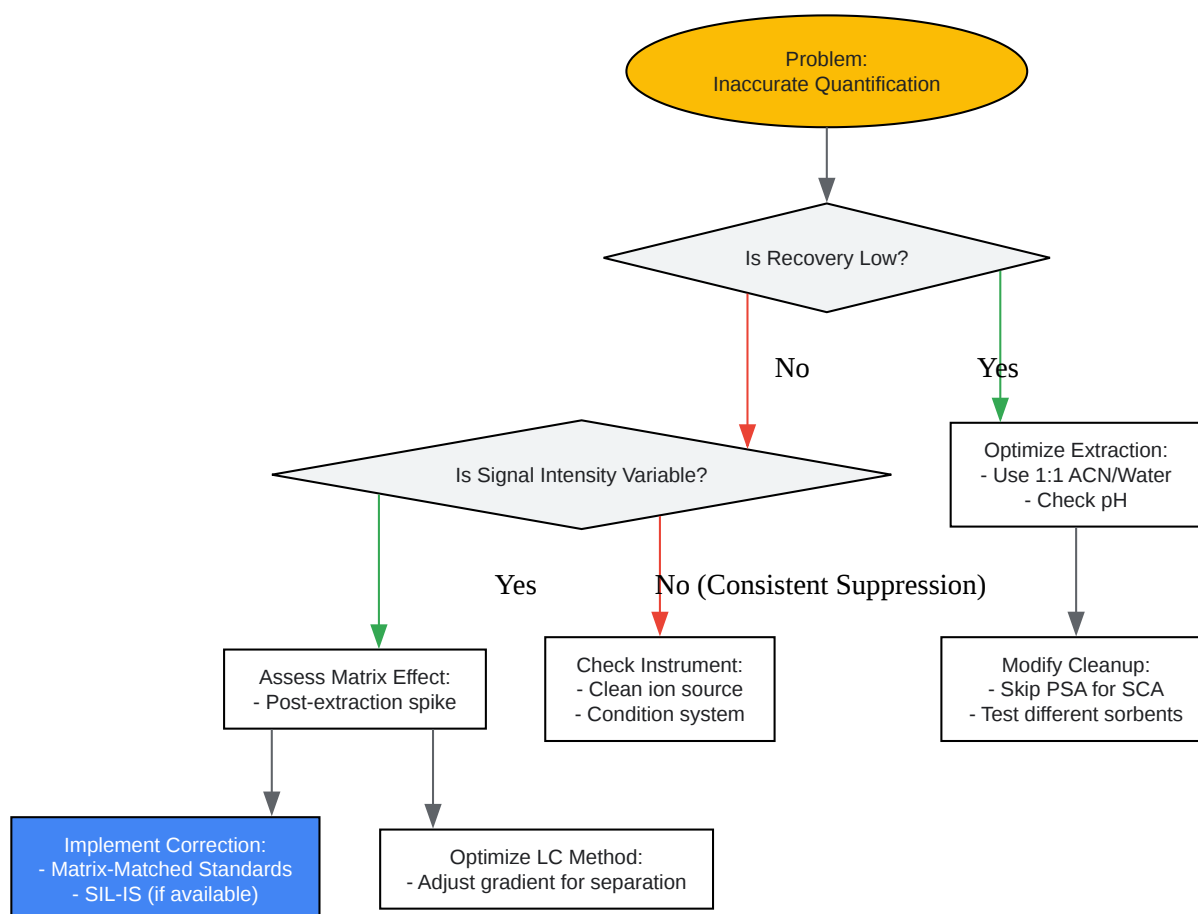 Problem:
Inaccurate Quantification
Is Recovery Low?
No
Yes
Is Signal Intensity Variable?
Optimize Extraction:
- Use 1:1 ACN/Water
- Check pH
Yes
No (Consistent Suppression)
Assess Matrix Effect:
- Post-extraction spike
Check Instrument:
- Clean ion source
- Condition system
Modify Cleanup:
- Skip PSA for SCA
- Test different sorbents
Implement Correction:
- Matrix-Matched Standards
- SIL-IS (if available)
Optimize LC Method:
- Adjust gradient for separation